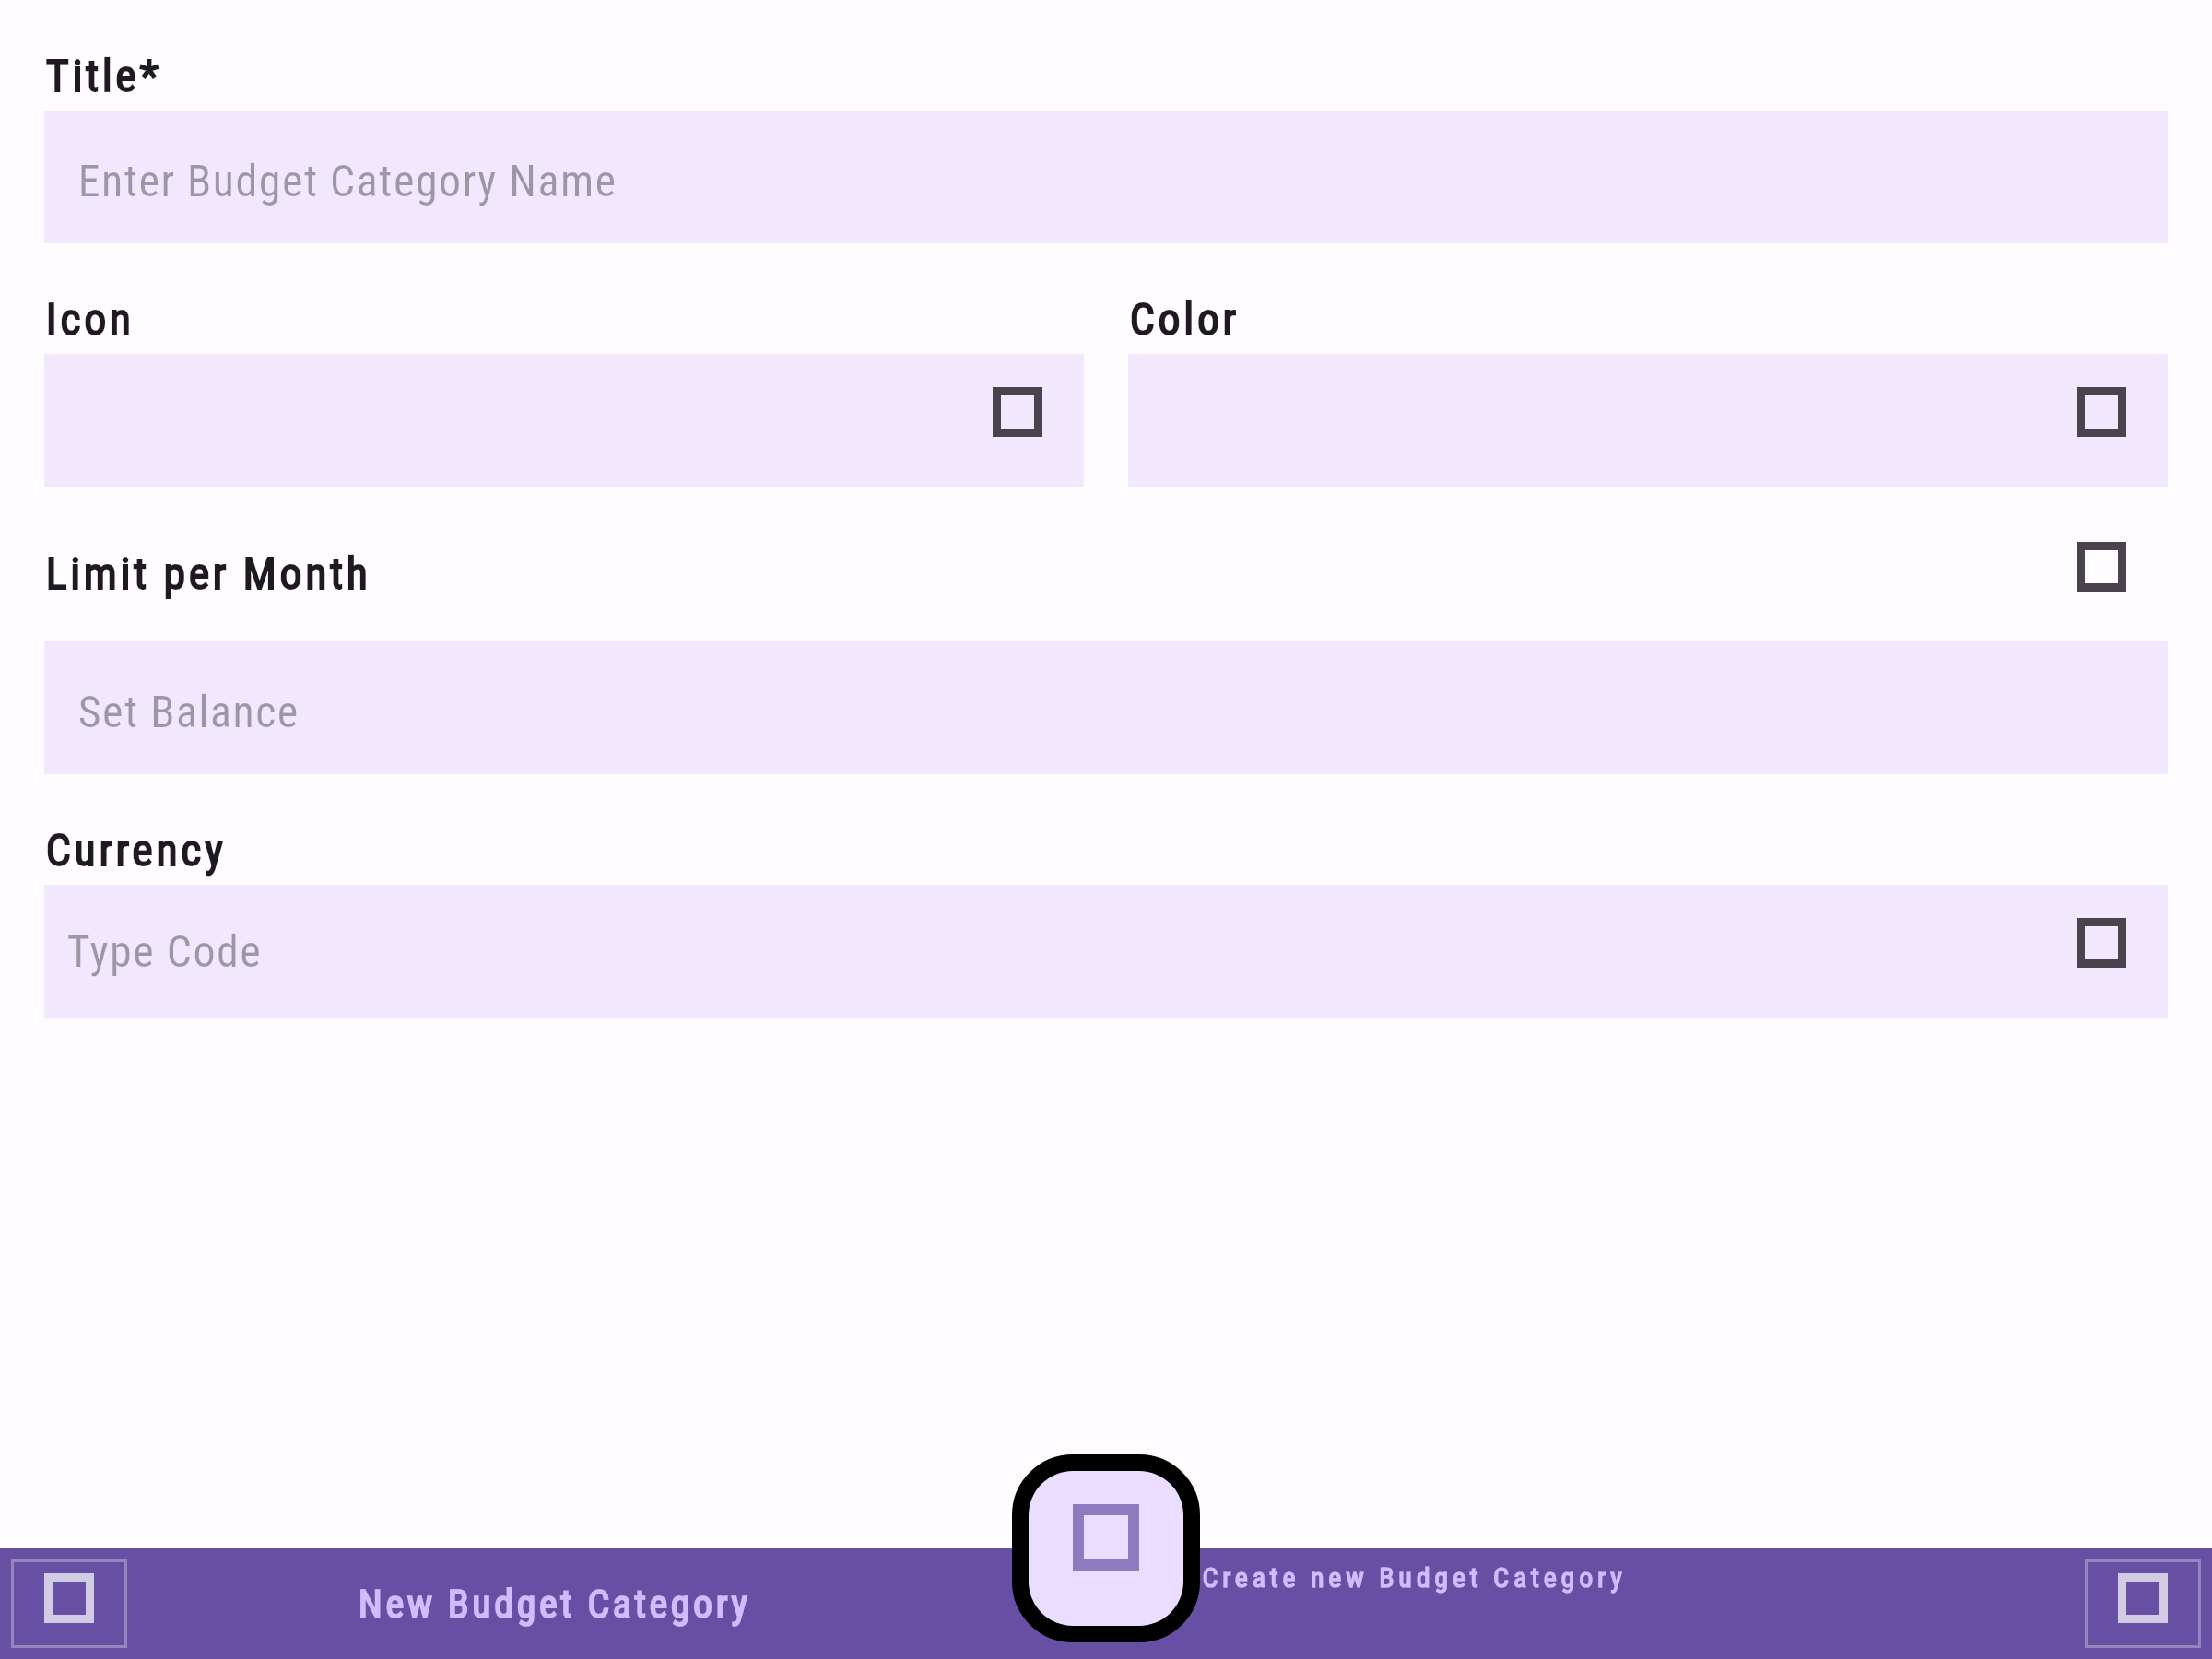 Title*
Enter Budget Category Name
Icon
Color
Limit per Month
Set Balance
Currency
Type Code
New Budget Category
Create new Budget Category